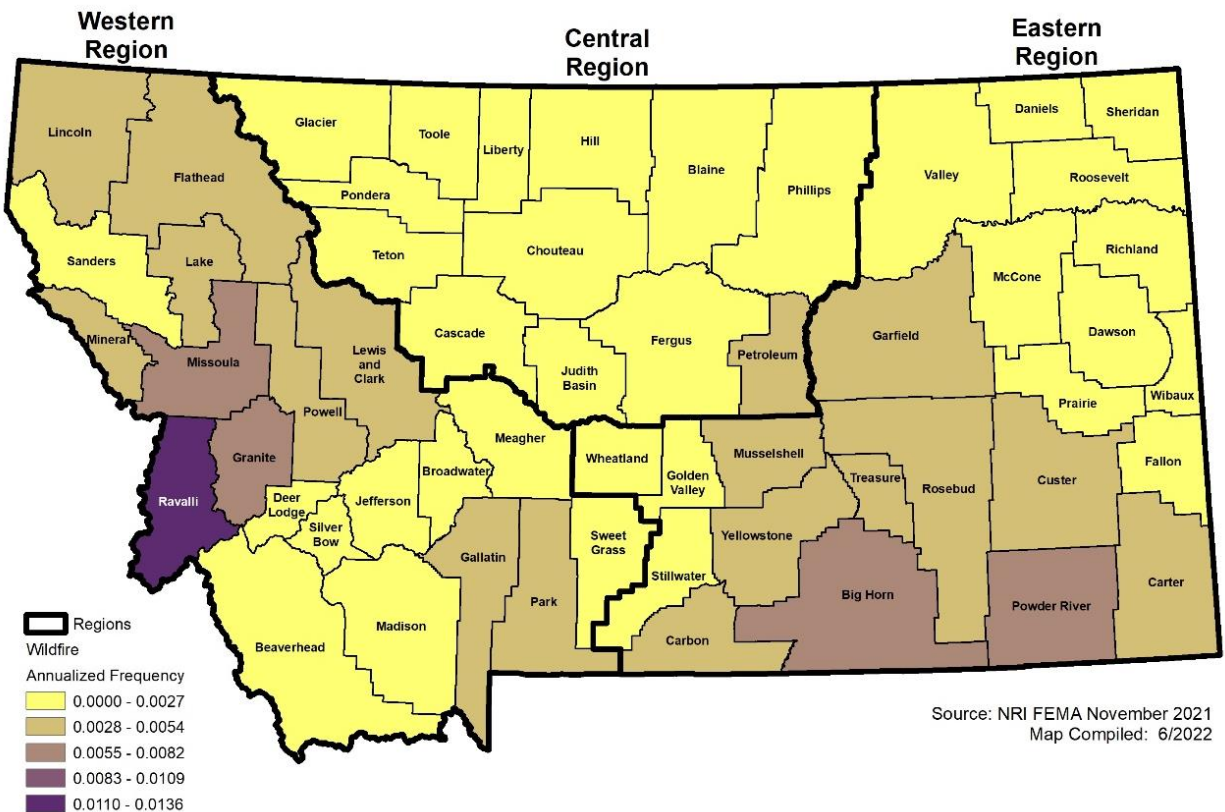 Western
Region
Central
Region
Eastern
Region
Lincoln
Flathead
Glacier
Toole
Liberty
Hill
Blaine
Phillips
Valley
Daniels
Sheridan
Roosevelt
Pondera
Teton
Chouteau
Sanders
Lake
Richland
McCone
Dawson
Garfield
Mineral
Missoula
Powell
Lewis
and
Clark
Cascade
Judith
Basin
Fergus
Petroleum
Prairie
Wibaux
Ravalli
Granite
Deer
Lodge
Silver
Bow
Jefferson
Broadwater
Meagher
Wheatland
Golden
Valley
Musselshell
Treasure
Rosebud
Custer
Fallon
Gallatin
Park
Sweet
Grass
Stillwater
Yellowstone
Big Horn
Powder River
Carter
Carbon
Beaverhead
Madison
Regions
Wildfire
Annualized Frequency
0.0000 - 0.0027
0.0028 - 0.0054
0.0055 - 0.0082
0.0083 - 0.0109
0.0110 - 0.0136
Source: NRI FEMA November 2021
Map Compiled: 6/2022